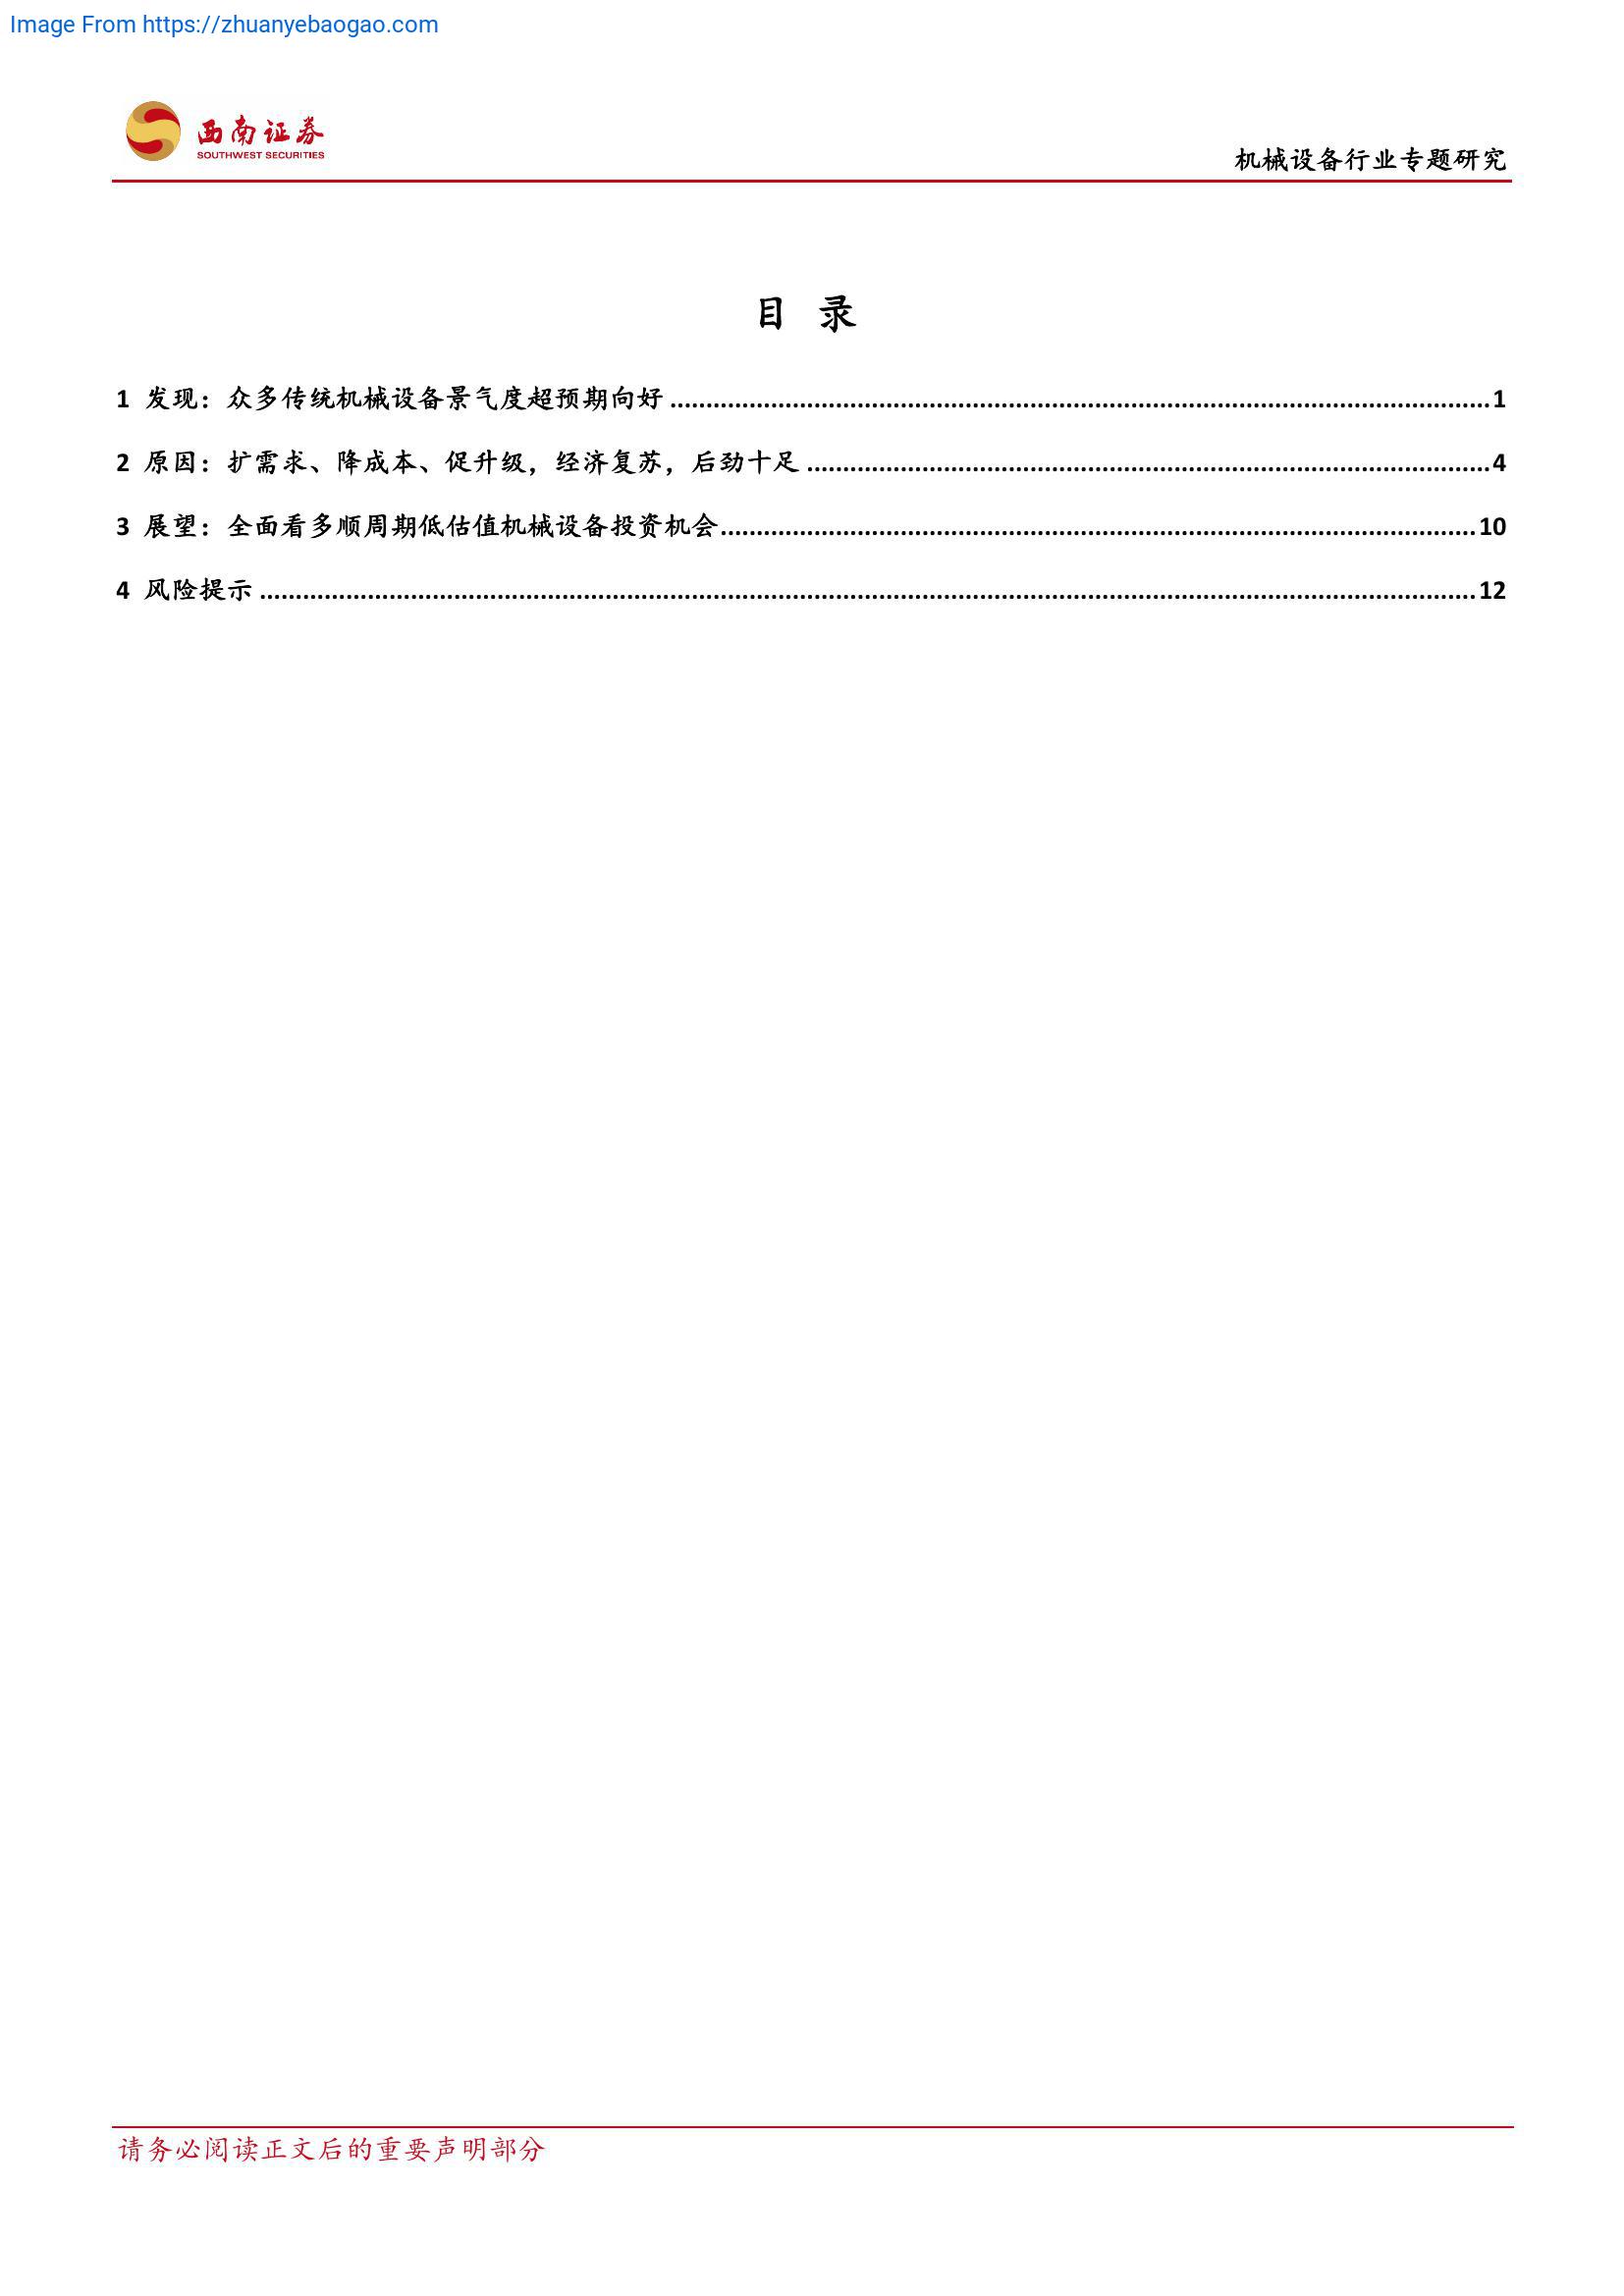 Image From https://zhuanyebaogao.com
西南证券
SOUTHWEST SECURITIES
机械设备行业专题研究
目 录
1 发现：众多传统机械设备景气度超预期向好 ........................................ 1
2 原因：扩需求、降成本、促升级，经济复苏，后劲十足 ........................................ 4
3 展望：全面看多顺周期低估值机械设备投资机会 ........................................ 10
4 风险提示 ........................................ 12
请务必阅读正文后的重要声明部分